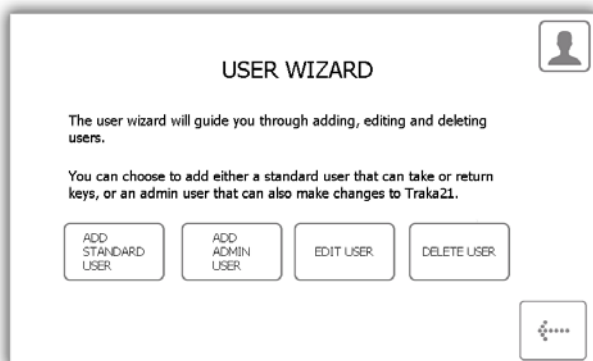 USER WIZARD
The user wizard will guide you through adding, editing and deleting
users.
You can choose to add either a standard user that can take or return
keys, or an admin user that can also make changes to Traka21.
ADD
STANDARD
USER
ADD
ADMIN
USER
EDIT USER
DELETE USER